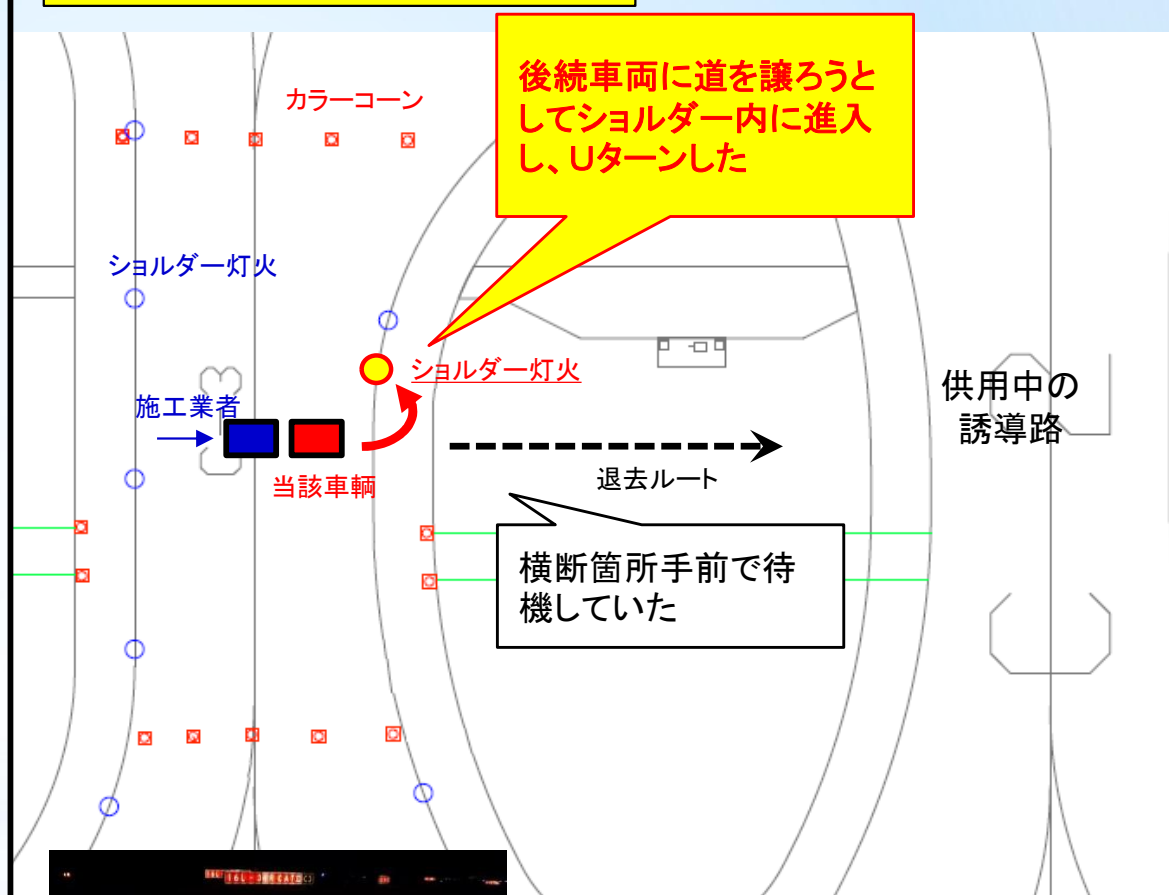 後続車両に道を譲ろうと
してショルダー内に進入
し、Uターンした
カラーコーン
ショルダー灯火
ショルダー灯火
施工業者
当該車輌
供用中の
誘導路
退去ルート
横断箇所手前で待
機していた